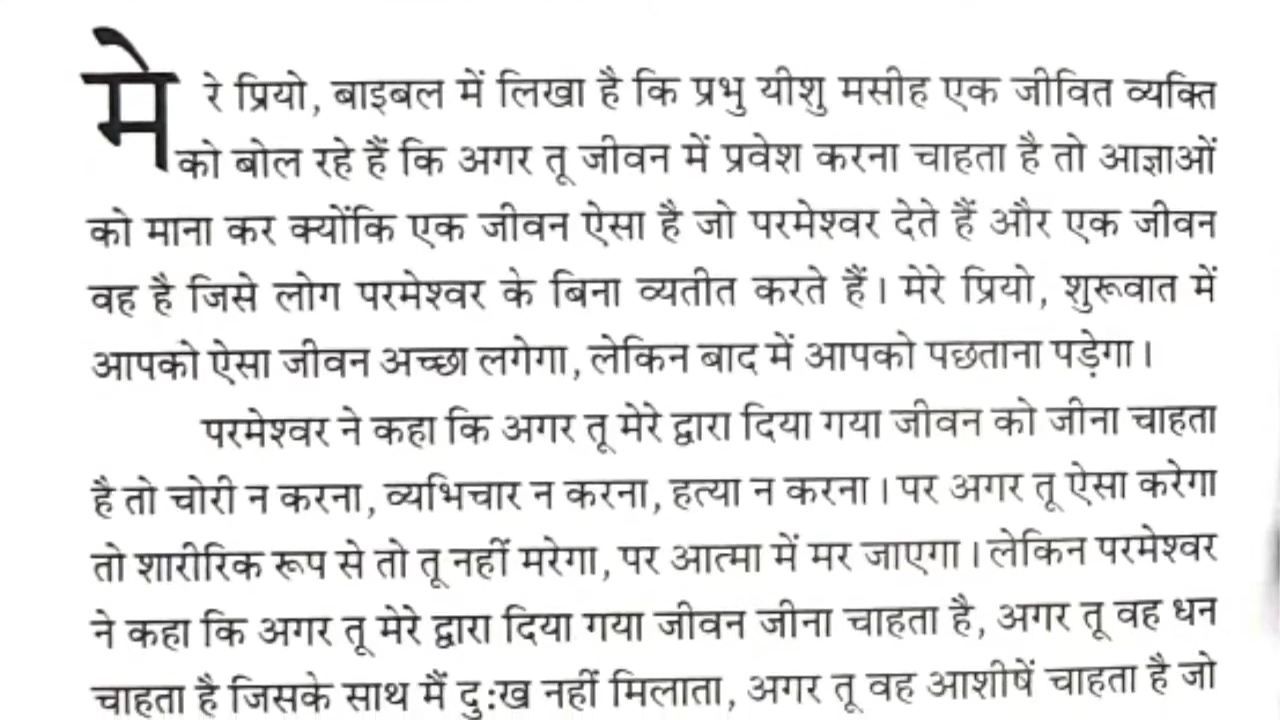 मेरे प्रियो, बाइबल में लिखा है कि प्रभु यीशु मसीह एक जीवित व्यक्ति
को बोल रहे हैं कि अगर तू जीवन में प्रवेश करना चाहता है तो आज्ञाओं
को माना कर क्योंकि एक जीवन ऐसा है जो परमेश्वर देते हैं और एक जीवन
वह है जिसे लोग परमेश्वर के बिना व्यतीत करते हैं। मेरे प्रियो, शुरूवात में
आपको ऐसा जीवन अच्छा लगेगा, लेकिन बाद में आपको पछताना पड़ेगा।
परमेश्वर ने कहा कि अगर तू मेरे द्वारा दिया गया जीवन को जीना चाहता
है तो चोरी न करना, व्यभिचार न करना, हत्या न करना। पर अगर तू ऐसा करेगा
तो शारीरिक रूप से तो तू नहीं मरेगा, पर आत्मा में मर जाएगा। लेकिन परमेश्वर
ने कहा कि अगर तू मेरे द्वारा दिया गया जीवन जीना चाहता है, अगर तू वह धन
चाहता है जिसके साथ मैं दु:ख नहीं मिलाता, अगर तू वह आशीषें चाहता है जो